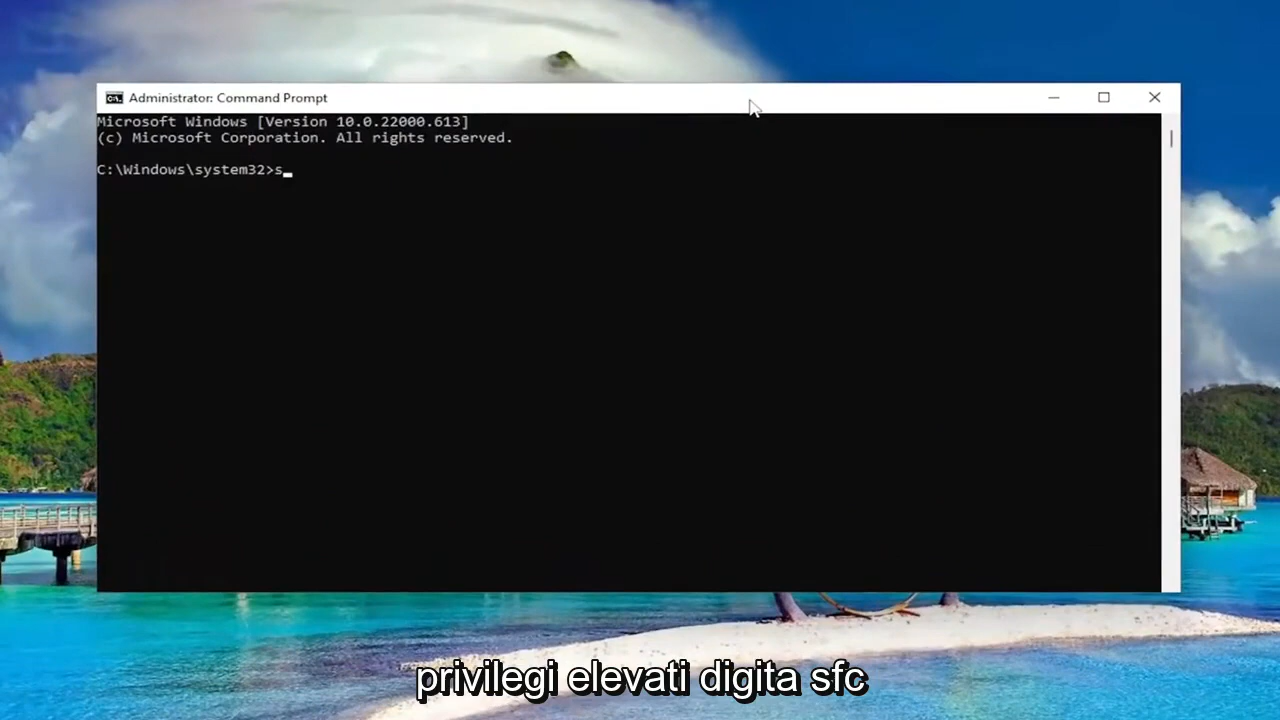 Administrator: Command Prompt
Microsoft Windows [Version 10.0.22000.613]
(c) Microsoft Corporation. All rights reserved.
C:\Windows\system32>s
privilegi elevati digita sfc